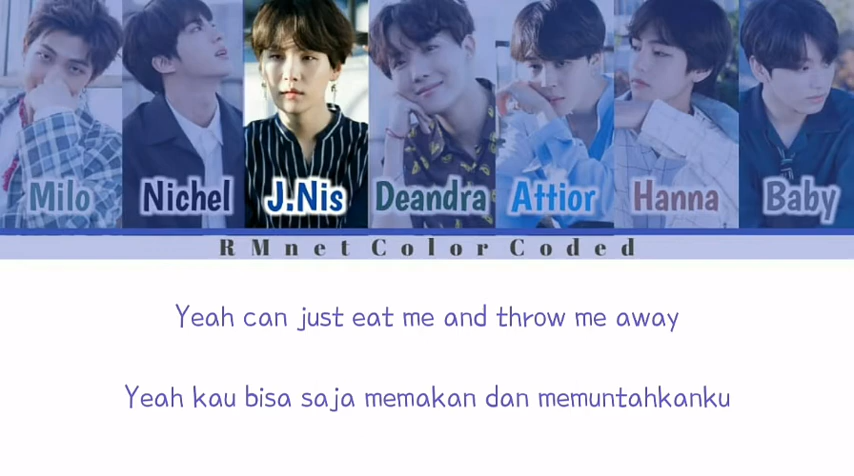 Milo Nichel J.Nis Deandra Attior Hanna Baby
RMnet Color Coded
Yeah can just eat me and throw me away
Yeah kau bisa saja memakan dan memuntahkanku